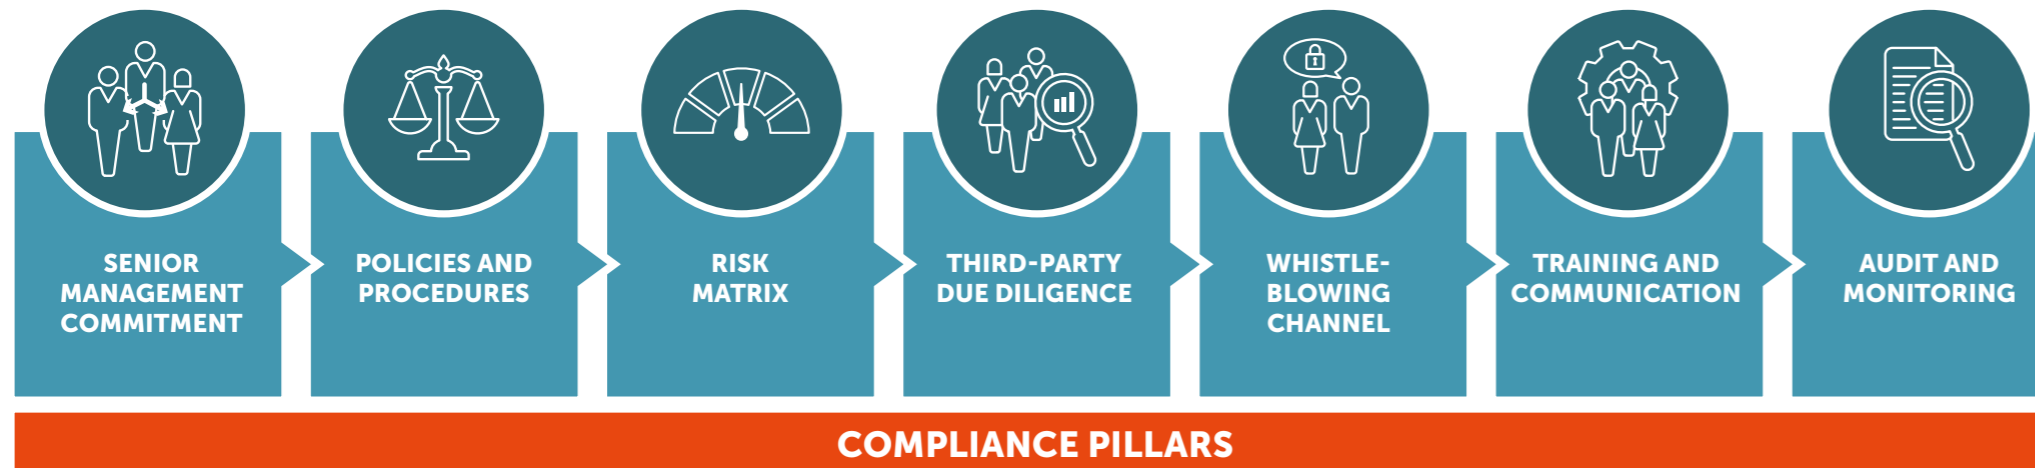 SENIOR
MANAGEMENT
COMMITMENT
POLICIES AND
PROCEDURES
RISK
MATRIX
THIRD-PARTY
DUE DILIGENCE
WHISTLE-
BLOWING
CHANNEL
TRAINING AND
COMMUNICATION
AUDIT AND
MONITORING
COMPLIANCE PILLARS